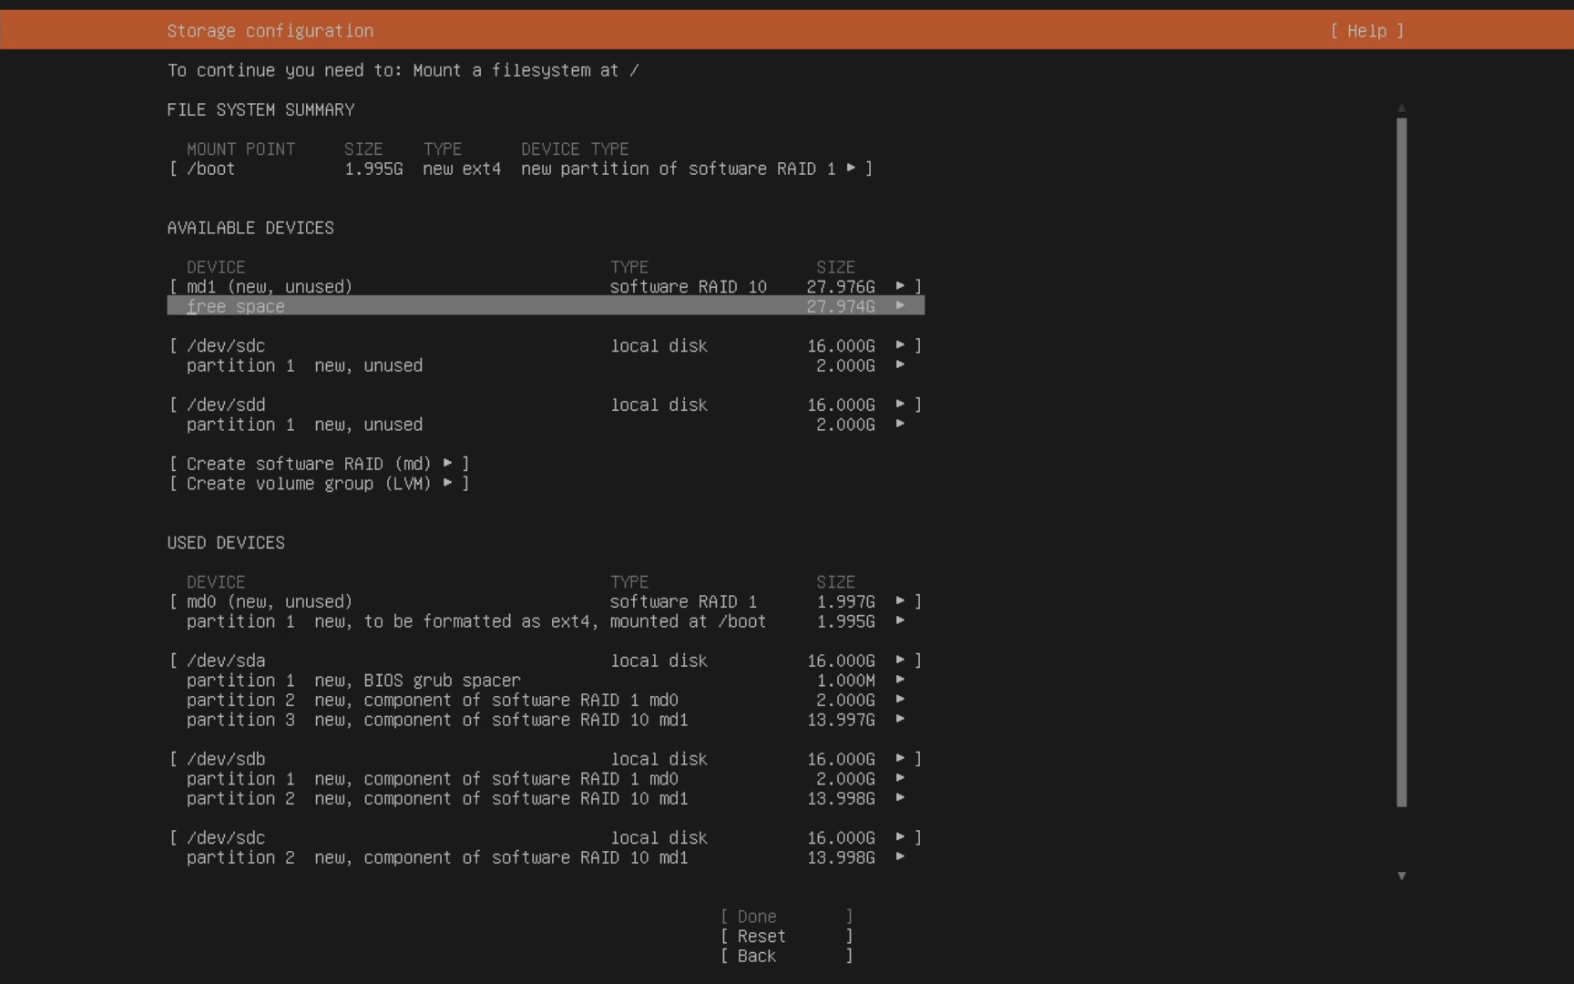 Storage configuration [ Help ]
To continue you need to: Mount a filesystem at /
FILE SYSTEM SUMMARY
MOUNT POINT SIZE TYPE DEVICE TYPE
[ /boot 1.995G new ext4 new partition of software RAID 1 ▸ ]
AVAILABLE DEVICES
DEVICE TYPE SIZE
[ md1 (new, unused) software RAID 10 27.976G ▸ ]
free space 27.974G ▸
[ /dev/sdc local disk 16.000G ▸ ]
partition 1 new, unused 2.000G ▸
[ /dev/sdd local disk 16.000G ▸ ]
partition 1 new, unused 2.000G ▸
[ Create software RAID (md) ▸ ]
[ Create volume group (LVM) ▸ ]
USED DEVICES
DEVICE TYPE SIZE
[ md0 (new, unused) software RAID 1 1.997G ▸ ]
partition 1 new, to be formatted as ext4, mounted at /boot 1.995G ▸
[ /dev/sda local disk 16.000G ▸ ]
partition 1 new, BIOS grub spacer 1.000M ▸
partition 2 new, component of software RAID 1 md0 2.000G ▸
partition 3 new, component of software RAID 10 md1 13.997G ▸
[ /dev/sdb local disk 16.000G ▸ ]
partition 1 new, component of software RAID 1 md0 2.000G ▸
partition 2 new, component of software RAID 10 md1 13.998G ▸
[ /dev/sdc local disk 16.000G ▸ ]
partition 2 new, component of software RAID 10 md1 13.998G ▸
[ Done ]
[ Reset ]
[ Back ]